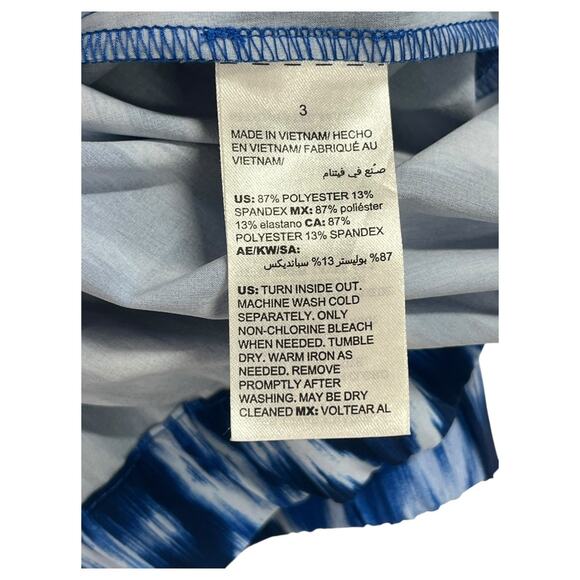 3
MADE IN VIETNAM/ HECHO
EN VIETNAM/ FABRIQUÉ AU
VIETNAM/
صنع في فيتنام
US: 87% POLYESTER 13%
SPANDEX MX: 87% poliéster
13% elastano CA: 87%
POLYESTER 13% SPANDEX
AE/KW/SA:
87% بوليستر 13% سبانديكس
US: TURN INSIDE OUT.
MACHINE WASH COLD
SEPARATELY. ONLY
NON-CHLORINE BLEACH
WHEN NEEDED. TUMBLE
DRY. WARM IRON AS
NEEDED. REMOVE
PROMPTLY AFTER
WASHING. MAY BE DRY
CLEANED MX: VOLTEAR AL